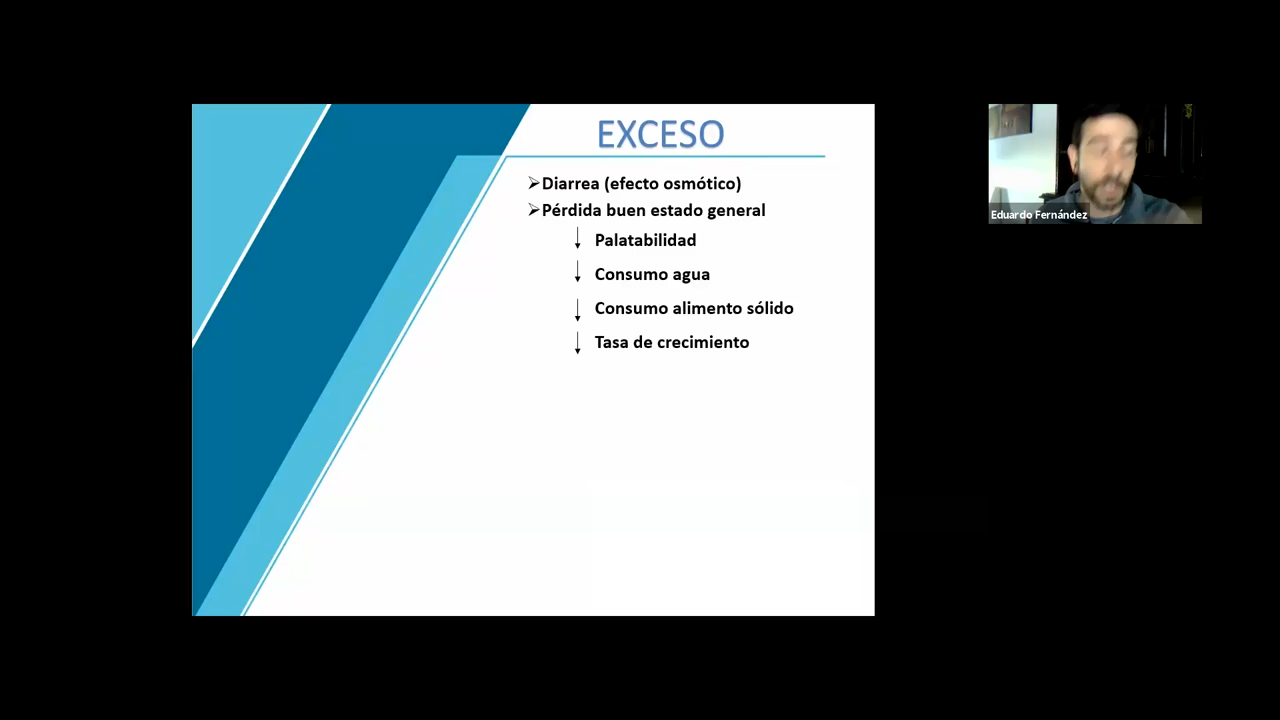 EXCESO
➢Diarrea (efecto osmótico)
➢Pérdida buen estado general
↓ Palatabilidad
↓ Consumo agua
↓ Consumo alimento sólido
↓ Tasa de crecimiento
Eduardo Fernández